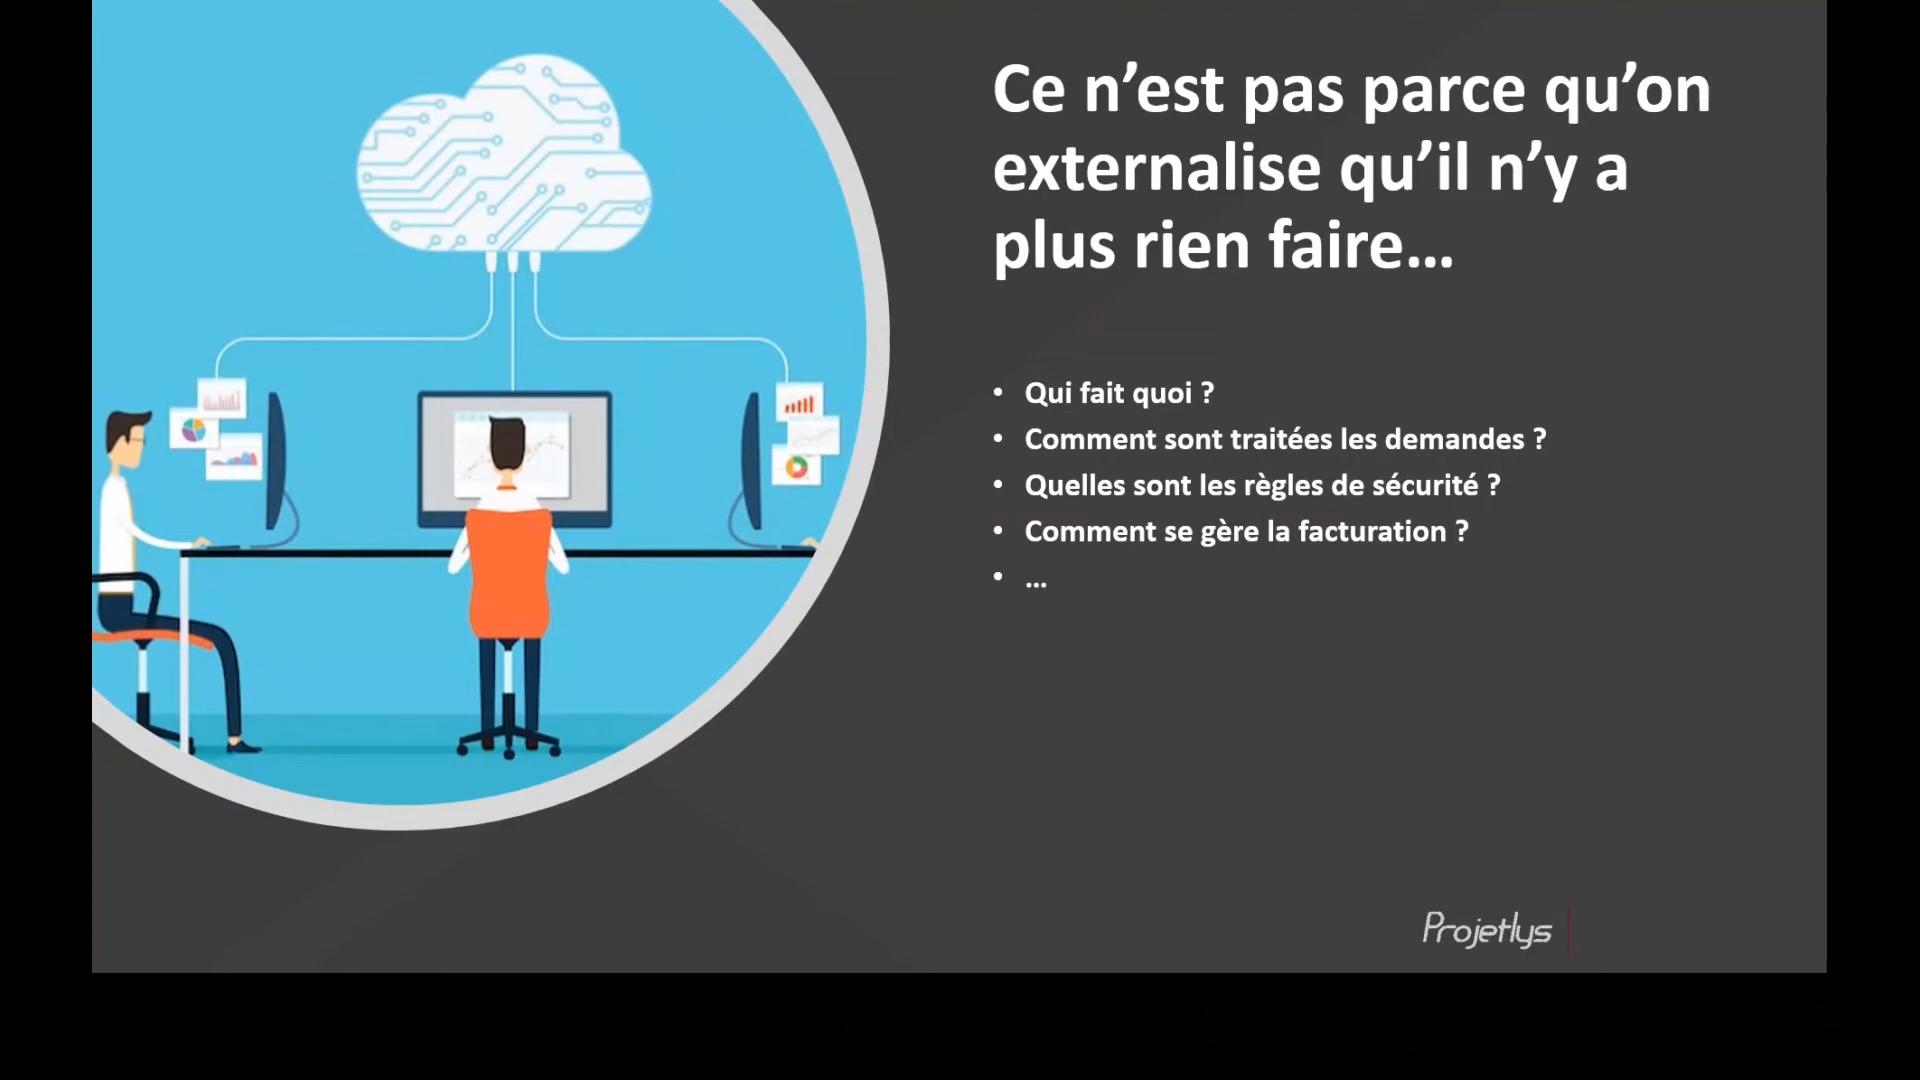 Ce n’est pas parce qu’on
externalise qu’il n’y a
plus rien faire…
• Qui fait quoi ?
• Comment sont traitées les demandes ?
• Quelles sont les règles de sécurité ?
• Comment se gère la facturation ?
• …
Projetlys